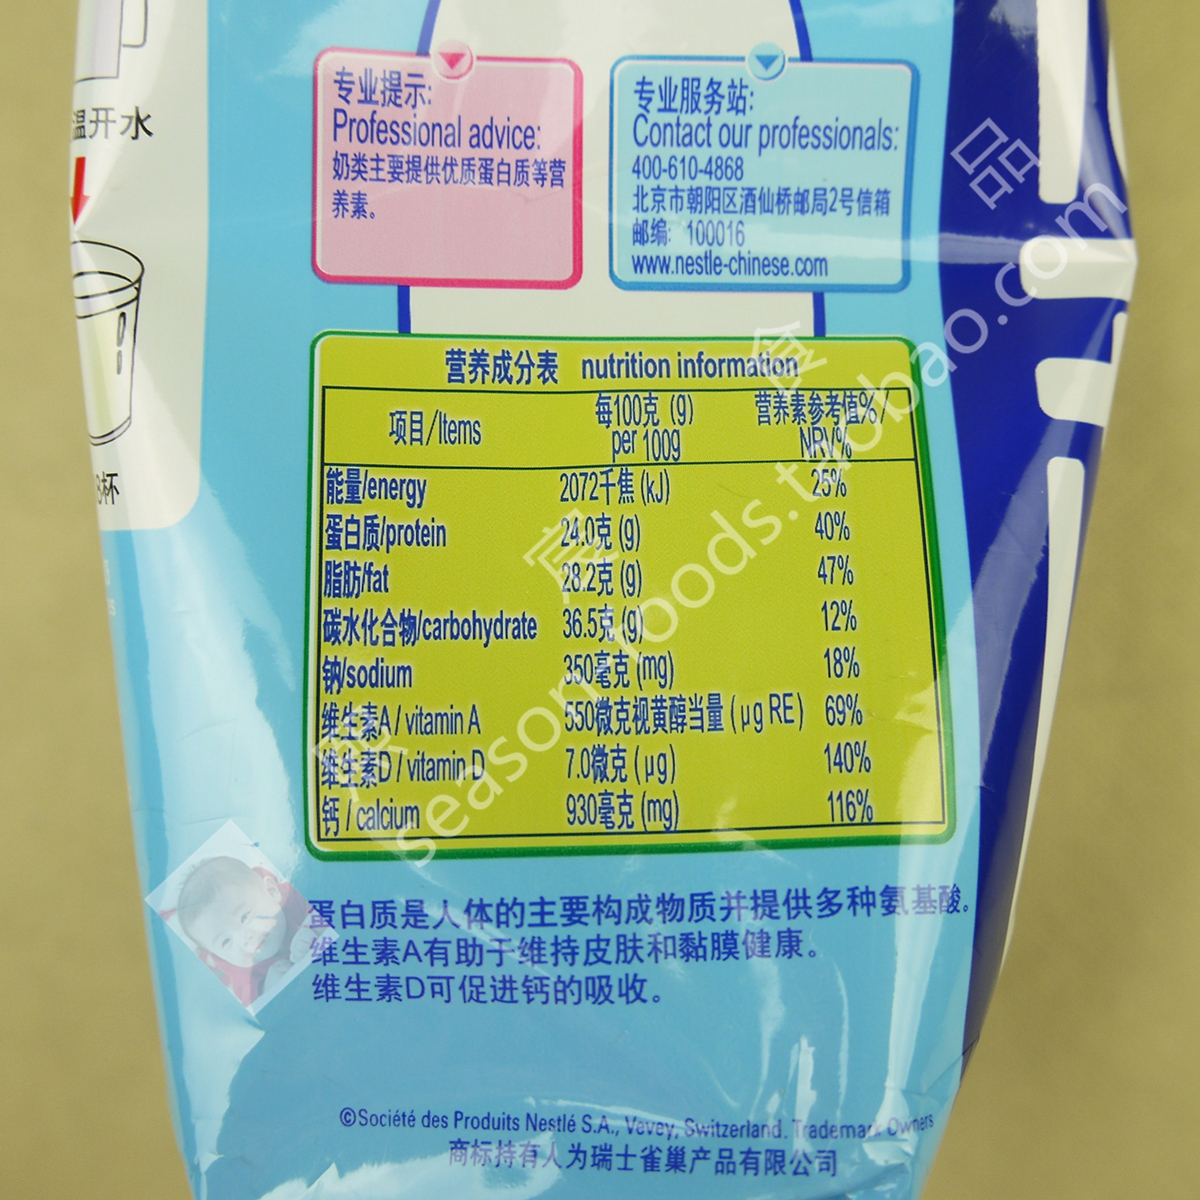 温开水
杯
专业提示:
Professional advice:
奶类主要提供优质蛋白质等营
养素。
专业服务站:
Contact our professionals:
400-610-4868
北京市朝阳区酒仙桥邮局2号信箱
邮编: 100016
www.nestle-chinese.com
营养成分表 nutrition information
项目/Items 每100克 (g) per 100g 营养素参考值%/ NRV%
能量/energy 2072千焦 (kJ) 25%
蛋白质/protein 24.0克 (g) 40%
脂肪/fat 28.2克 (g) 47%
碳水化合物/carbohydrate 36.5克 (g) 12%
钠/sodium 350毫克 (mg) 18%
维生素A / vitamin A 550微克视黄醇当量 (μg RE) 69%
维生素D / vitamin D 7.0微克 (μg) 140%
钙 / calcium 930毫克 (mg) 116%
蛋白质是人体的主要构成物质并提供多种氨基酸。
维生素A有助于维持皮肤和黏膜健康。
维生素D可促进钙的吸收。
©Société des Produits Nestlé S.A., Vevey, Switzerland. Trademark Owners
商标持有人为瑞士雀巢产品有限公司
食品
seasonfoods.taobao.com